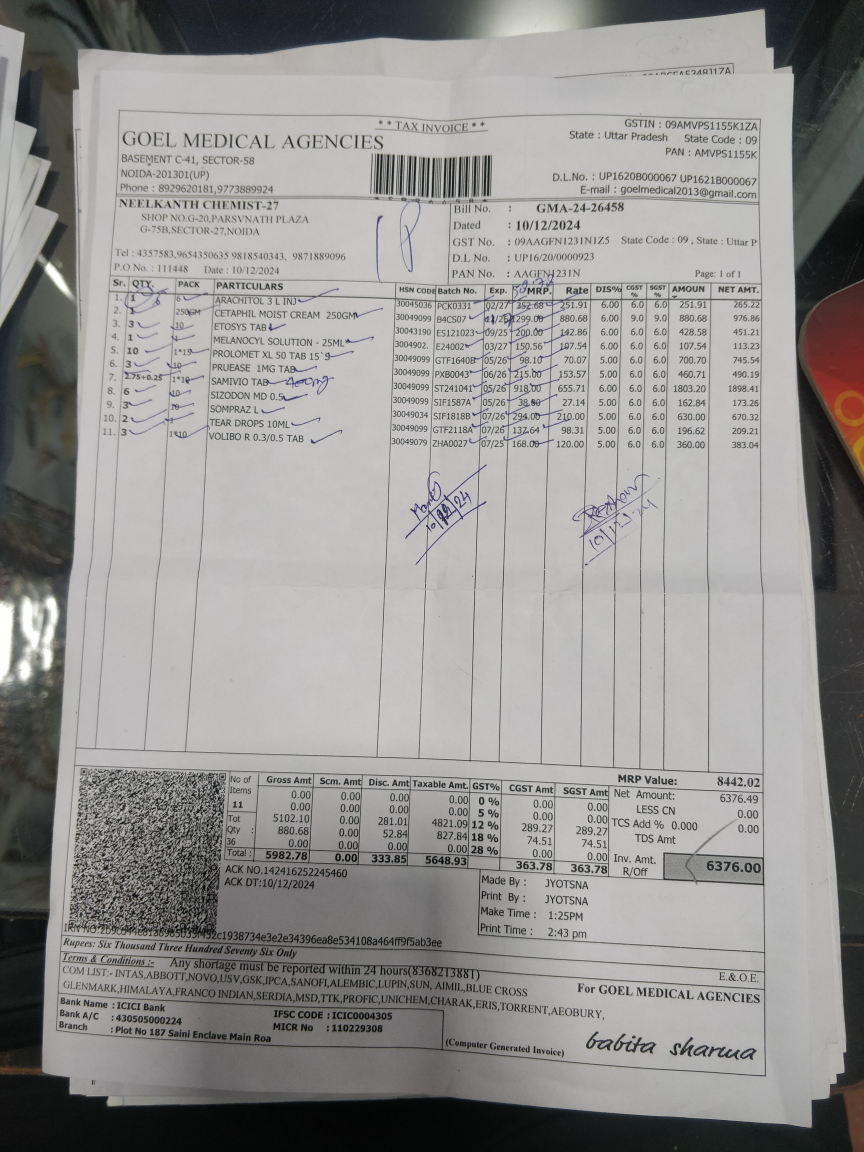 * * TAX INVOICE * *
GOEL MEDICAL AGENCIES
BASEMENT C-41, SECTOR-58
NOIDA-201301(UP)
Phone : 8929620181,9773889924
GSTIN : 09AMVPS1155K1ZA
State : Uttar Pradesh State Code : 09
PAN : AMVPS1155K
D.L.No. : UP1620B000067 UP1621B000067
E-mail : goelmedical2013@gmail.com
NEELKANTH CHEMIST-27
SHOP NO.G-20,PARSVNATH PLAZA
G-75B,SECTOR-27,NOIDA
Tel : 4357583,9654350635 9818540343, 9871889096
P.O No. : 111448 Date : 10/12/2024
18
Bill No. : GMA-24-26458
Dated : 10/12/2024
GST No. : 09AAGFN1231N1Z5 State Code : 09 , State : Uttar P
D.L No. : UP16/20/0000923
PAN No. : AAGFN1231N Page: 1 of 1
Sr. QTY. PACK PARTICULARS HSN CODE Batch No. Exp. MRP. Rate DIS% CGST % SGST % AMOUN NET AMT.
1. 6 ARACHITOL 3 L INJ 30045036 PCK0331 02/27 352.68 251.91 6.00 6.0 6.0 251.91 265.22
2. 250GM CETAPHIL MOIST CREAM 250GM 30049099 B4CS07 1299.00 880.68 6.00 9.0 9.0 880.68 976.86
3. 3 10 ETOSYS TAB 30043190 ES121023 09/25 200.00 142.86 5.00 6.0 6.0 428.58 451.21
4. 1 1 MELANOCYL SOLUTION - 25ML 3004902. E24002 03/27 150.56 107.54 6.00 6.0 6.0 107.54 113.23
5. 10 1*15 PROLOMET XL 50 TAB 15`S 30049099 GTF1640B 05/26 98.10 70.07 5.00 6.0 6.0 700.70 745.54
6. 3 10 PRUEASE 1MG TAB 30049099 PXB0043 06/26 215.00 153.57 5.00 6.0 6.0 460.71 490.19
7. 2.75+0.25 1*10 SAMIVIO TAB 30049099 ST24104 05/26 918.00 655.71 5.00 6.0 6.0 1803.20 1898.41
8. 6 10 SIZODON MD 0.5 30049099 SIF1587A 05/26 38.00 27.14 5.00 6.0 6.0 162.84 173.26
9. 3 10 SOMPRAZ L 30049034 SIF1818B 07/26 294.00 210.00 5.00 6.0 6.0 630.00 670.32
10. 2 1 TEAR DROPS 10ML 30049099 GTF2118A 07/26 137.64 98.31 5.00 6.0 6.0 196.62 209.21
11. 3 1*10 VOLIBO R 0.3/0.5 TAB 30049079 ZHA0027 07/25 168.00 120.00 5.00 6.0 6.0 360.00 383.04
10/12/24
10/12/24
No of Items 11 Tot Qty : 36
Gross Amt Scm. Amt Disc. Amt Taxable Amt. GST% CGST Amt SGST Amt
0.00 0.00 0.00 0.00 0 % 0.00 0.00
0.00 0.00 0.00 0.00 5 % 0.00 0.00
5102.10 0.00 281.01 4821.09 12 % 289.27 289.27
880.68 0.00 52.84 827.84 18 % 74.51 74.51
0.00 0.00 0.00 0.00 28 % 0.00 0.00
Total : 5982.78 0.00 333.85 5648.93 363.78 363.78
MRP Value: 8442.02
Net Amount: 6376.49
LESS CN 0.00
TCS Add % 0.000 0.00
TDS Amt
Inv. Amt. R/Off 6376.00
ACK NO.142416252245460
ACK DT:10/12/2024
Made By : JYOTSNA
Print By : JYOTSNA
Make Time : 1:25PM
Print Time : 2:43 pm
Rupees: Six Thousand Three Hundred Seventy Six Only
Terms & Conditions :- Any shortage must be reported within 24 hours(8368213881)
COM LIST:- INTAS,ABBOTT,NOVO,USV,GSK,IPCA,SANOFI,ALEMBIC,LUPIN,SUN, AIMIL,BLUE CROSS
GLENMARK,HIMALAYA,FRANCO INDIAN,SERDIA,MSD,TTK,PROFIC,UNICHEM,CHARAK,ERIS,TORRENT,AEOBURY,
E.&O.E.
For GOEL MEDICAL AGENCIES
Bank Name : ICICI Bank
Bank A/C : 430505000224
Branch : Plot No 187 Saini Enclave Main Roa
IFSC CODE : ICIC0004305
MICR No : 110229308
(Computer Generated Invoice)
babita sharma